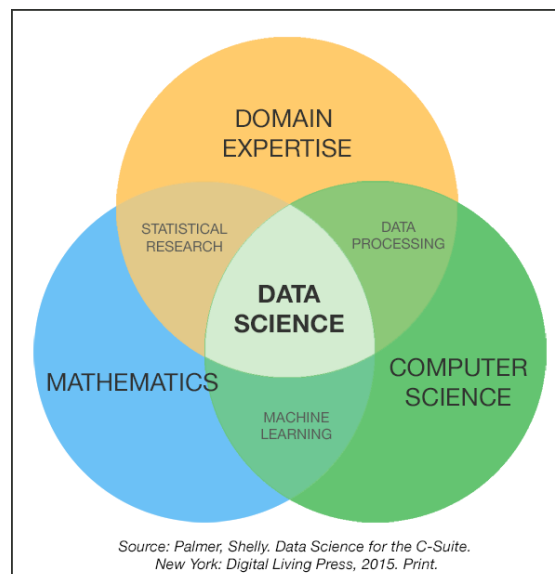 DOMAIN
EXPERTISE
STATISTICAL
RESEARCH
DATA
PROCESSING
DATA
SCIENCE
MATHEMATICS
COMPUTER
SCIENCE
MACHINE
LEARNING
Source: Palmer, Shelly. Data Science for the C-Suite.
New York: Digital Living Press, 2015. Print.